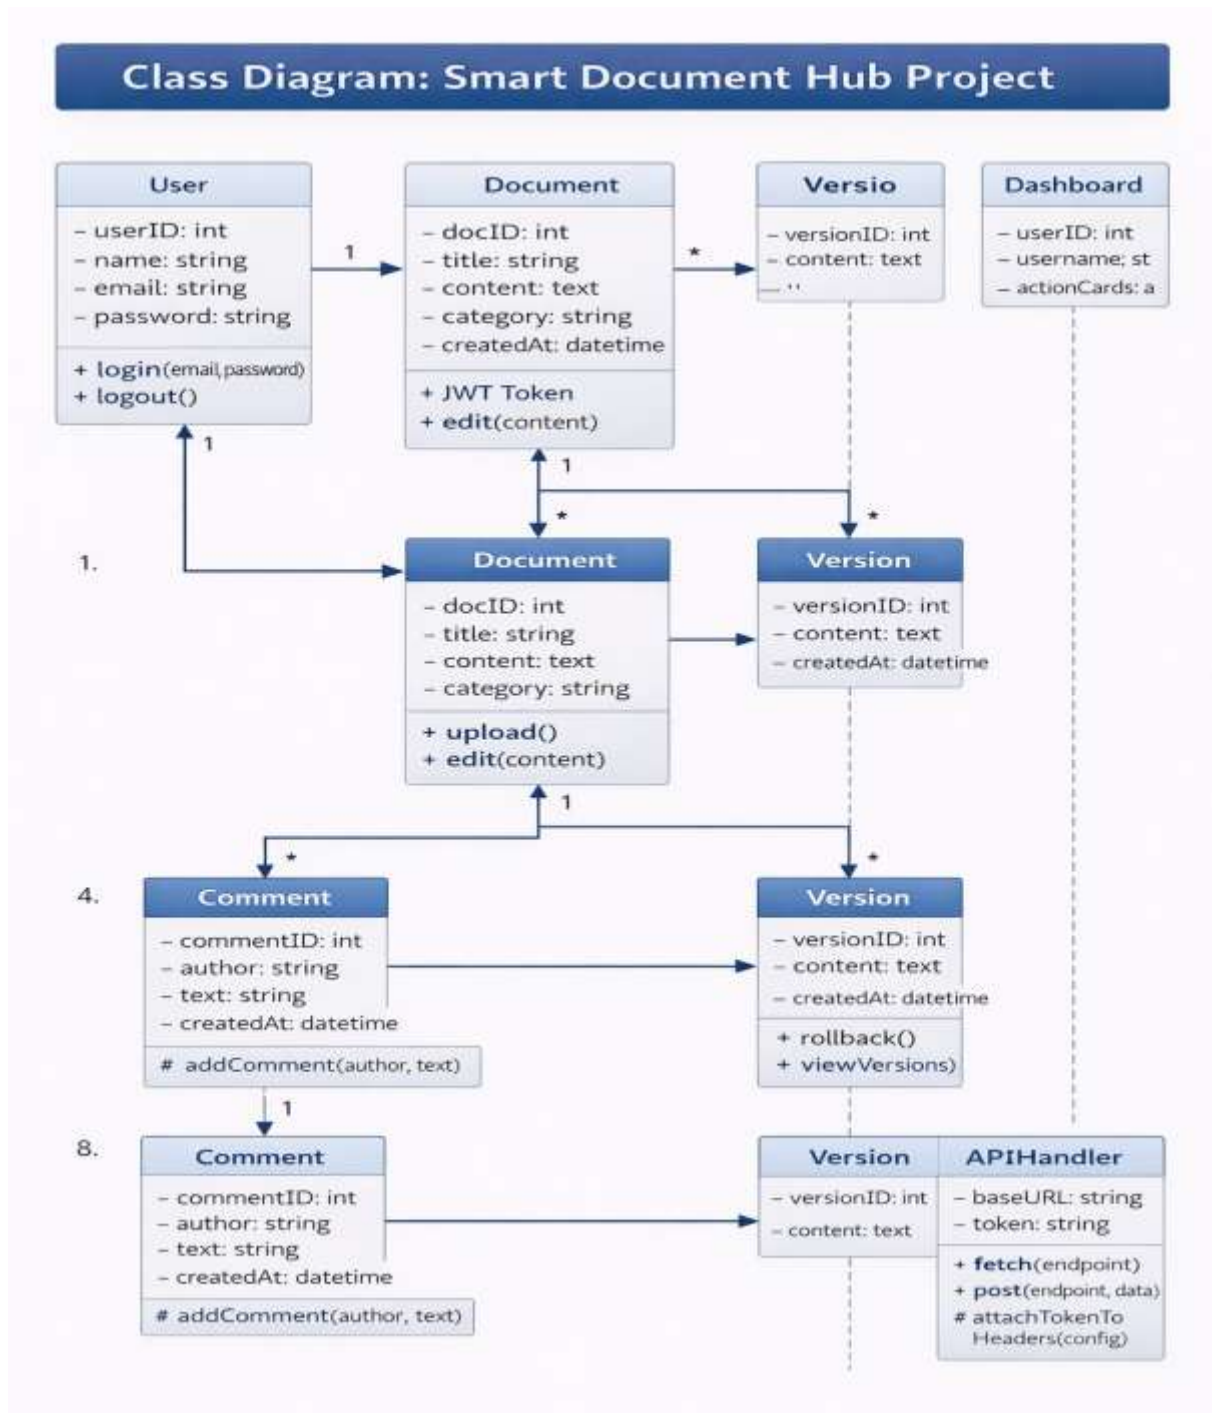 Class Diagram: Smart Document Hub Project
User
– userID: int
– name: string
– email: string
– password: string
+ login(email,password)
+ logout()
1
Document
– docID: int
– title: string
– content: text
– category: string
– createdAt: datetime
+ JWT Token
+ edit(content)
*
Versio
– versionID: int
– content: text
Dashboard
– userID: int
– username; st
– actionCards: a
1
1
*
*
1.
Document
– docID: int
– title: string
– content: text
– category: string
+ upload()
+ edit(content)
Version
– versionID: int
– content: text
– createdAt: datetime
1
*
*
4.
Comment
– commentID: int
– author: string
– text: string
– createdAt: datetime
# addComment(author, text)
Version
– versionID: int
– content: text
– createdAt: datetime
+ rollback()
+ viewVersions)
1
8.
Comment
– commentID: int
– author: string
– text: string
– createdAt: datetime
# addComment(author, text)
Version
– versionID: int
– content: text
APIHandler
– baseURL: string
– token: string
+ fetch(endpoint)
+ post(endpoint, data)
# attachTokenTo
Headers(config)